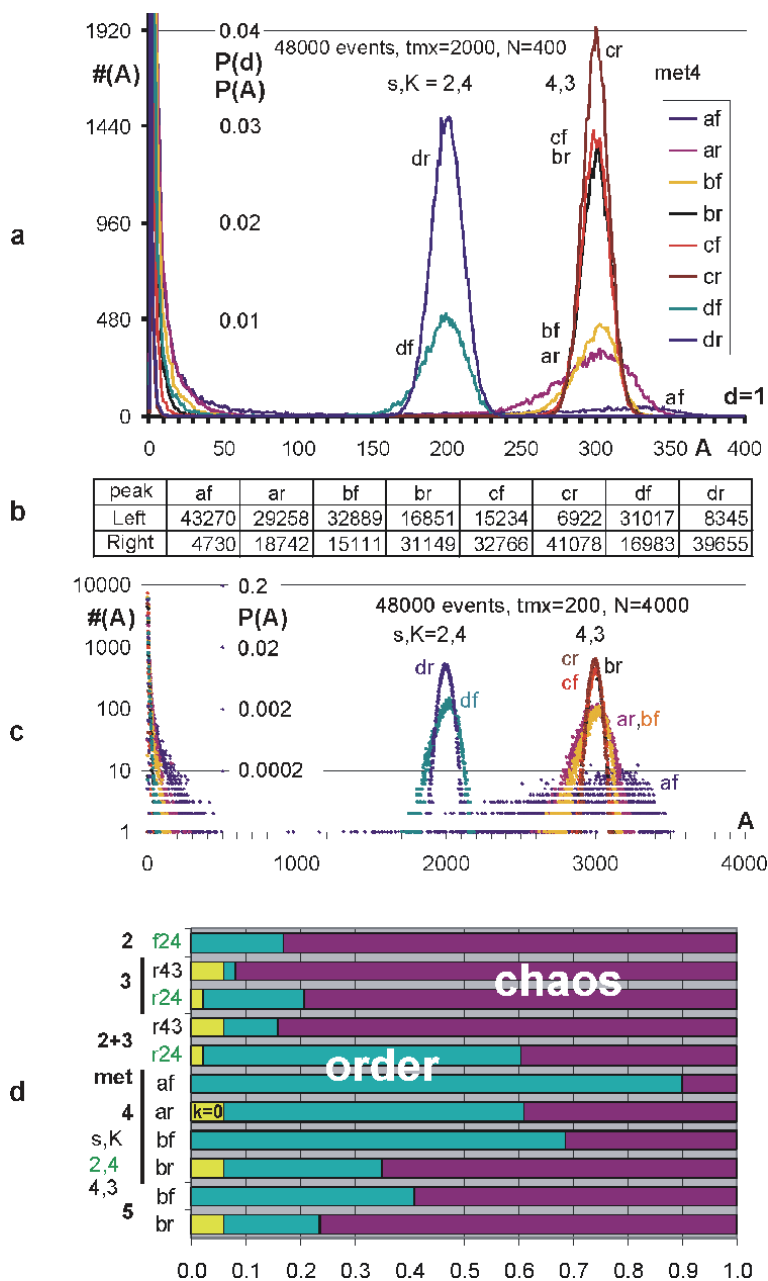 a
1920
#(A)
1440
960
480
0
0.04
P(d)
P(A)
0.03
0.02
0.01
48000 events, tmx=2000, N=400
s,K = 2,4
4,3
cr
met4
cf
br
dr
df
bf
ar
af
d=1
af
ar
bf
br
cf
cr
df
dr
0 50 100 150 200 250 300 A 350 400
b
peak af ar bf br cf cr df dr
Left 43270 29258 32889 16851 15234 6922 31017 8345
Right 4730 18742 15111 31149 32766 41078 16983 39655
c
10000
#(A)
1000
100
10
1
0.2
P(A)
0.02
0.002
0.0002
48000 events, tmx=200, N=4000
s,K=2,4
4,3
dr
df
cr
br
cf
ar,bf
af
A
0 1000 2000 3000 4000
d
2 f24
3 r43
r24
chaos
2+3 r43
r24
order
met
4
af
ar k=0
bf
s,K
2,4
4,3
br
5
bf
br
0.0 0.1 0.2 0.3 0.4 0.5 0.6 0.7 0.8 0.9 1.0